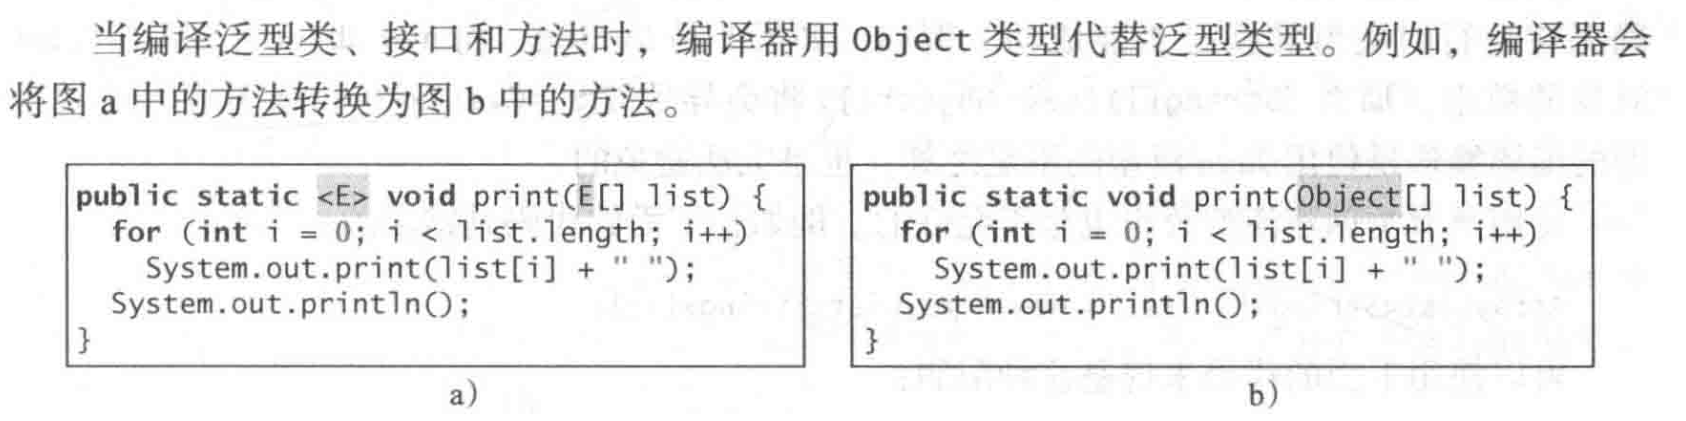 当编译泛型类、接口和方法时，编译器用 Object 类型代替泛型类型。例如，编译器会
将图 a 中的方法转换为图 b 中的方法。
public static <E> void print(E[] list) {
for (int i = 0; i < list.length; i++)
System.out.print(list[i] + " ");
System.out.println();
}
a)
public static void print(Object[] list) {
for (int i = 0; i < list.length; i++)
System.out.print(list[i] + " ");
System.out.println();
}
b)